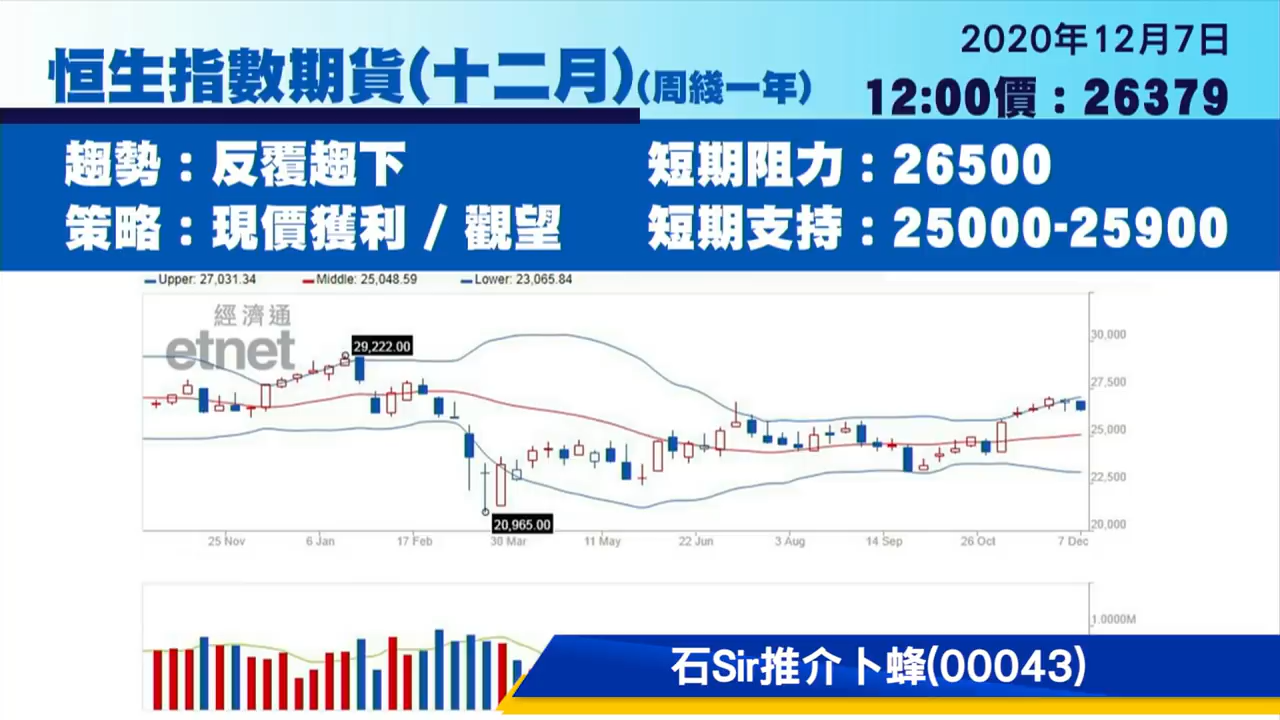 恒生指數期貨(十二月)(周綫一年)
2020年12月7日
12:00價：26379
趨勢：反覆趨下
短期阻力：26500
策略：現價獲利 / 觀望
短期支持：25000-25900
Upper: 27,031.34 Middle: 25,048.59 Lower: 23,065.84
經濟通
etnet
29,222.00
20,965.00
30,000
27,500
25,000
22,500
20,000
25 Nov 6 Jan 17 Feb 30 Mar 11 May 22 Jun 3 Aug 14 Sep 26 Oct 7 Dec
1.0000M
石Sir推介卜蜂(00043)